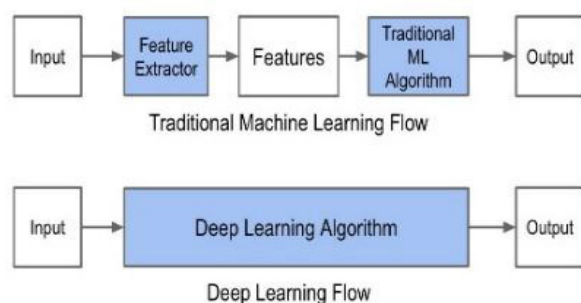 Input
Feature
Extractor
Features
Traditional
ML
Algorithm
Output
Traditional Machine Learning Flow
Input
Deep Learning Algorithm
Output
Deep Learning Flow